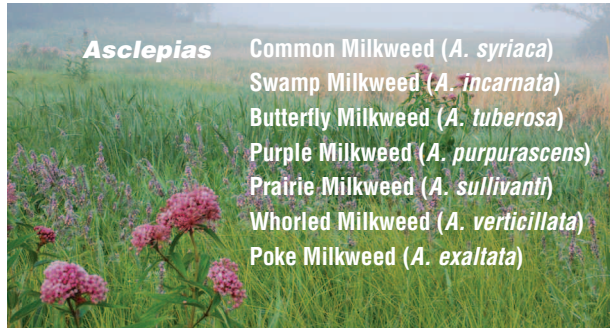 Asclepias
Common Milkweed (A. syriaca)
Swamp Milkweed (A. incarnata)
Butterfly Milkweed (A. tuberosa)
Purple Milkweed (A. purpurascens)
Prairie Milkweed (A. sullivanti)
Whorled Milkweed (A. verticillata)
Poke Milkweed (A. exaltata)